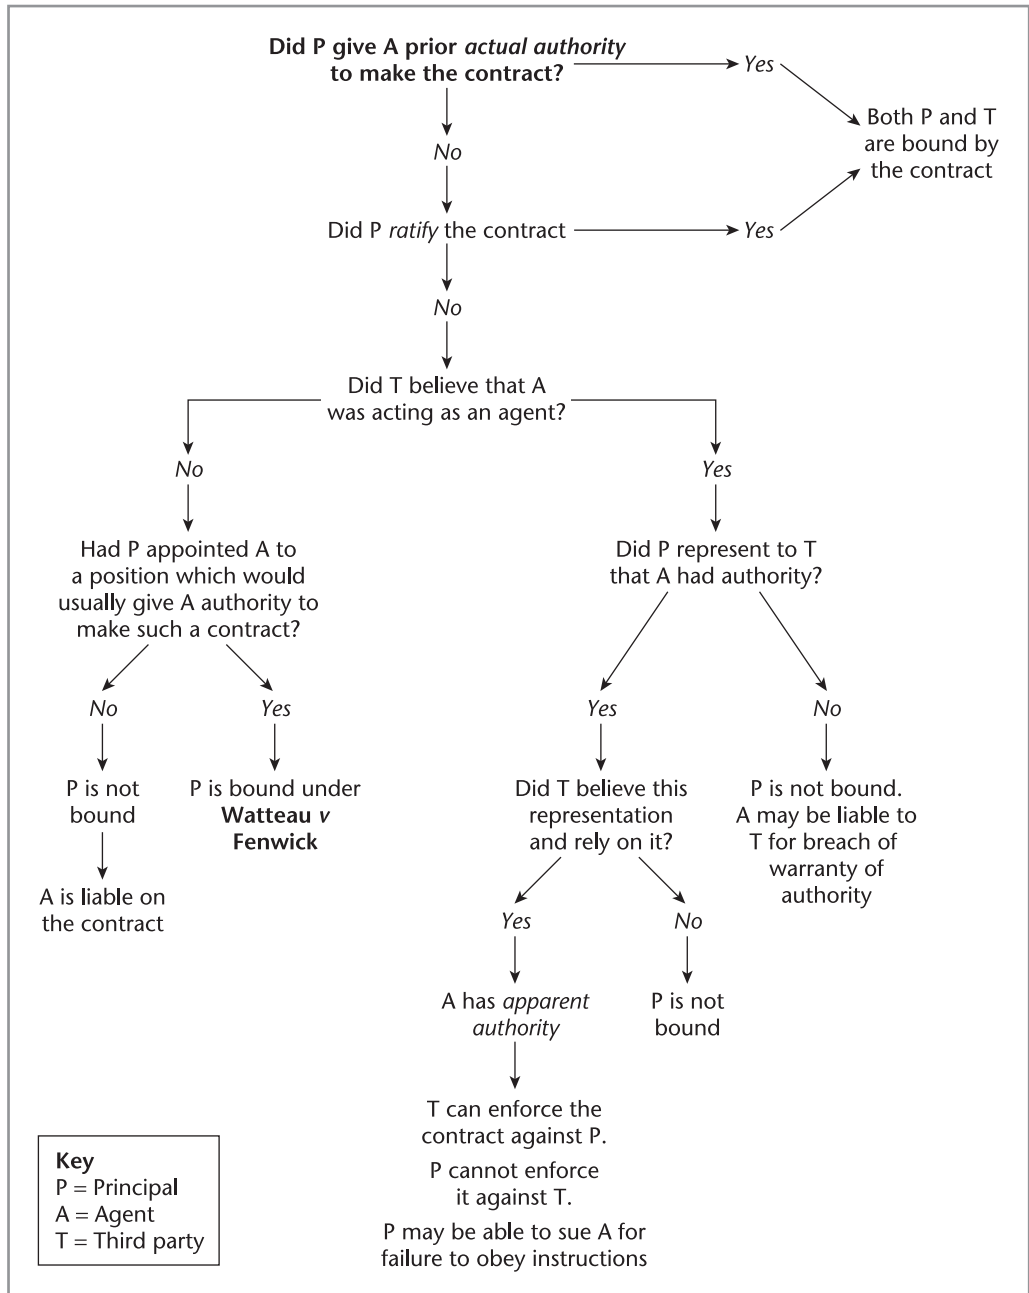 Did P give A prior actual authority
to make the contract?
Yes
Both P and T
are bound by
the contract
No
Did P ratify the contract
Yes
No
Did T believe that A
was acting as an agent?
No
Yes
Had P appointed A to
a position which would
usually give A authority to
make such a contract?
Did P represent to T
that A had authority?
No
Yes
Yes
No
P is not
bound
P is bound under
Watteau v
Fenwick
Did T believe this
representation
and rely on it?
P is not bound.
A may be liable to
T for breach of
warranty of
authority
A is liable on
the contract
Yes
No
A has apparent
authority
P is not
bound
T can enforce the
contract against P.
P cannot enforce
it against T.
P may be able to sue A for
failure to obey instructions
Key
P = Principal
A = Agent
T = Third party